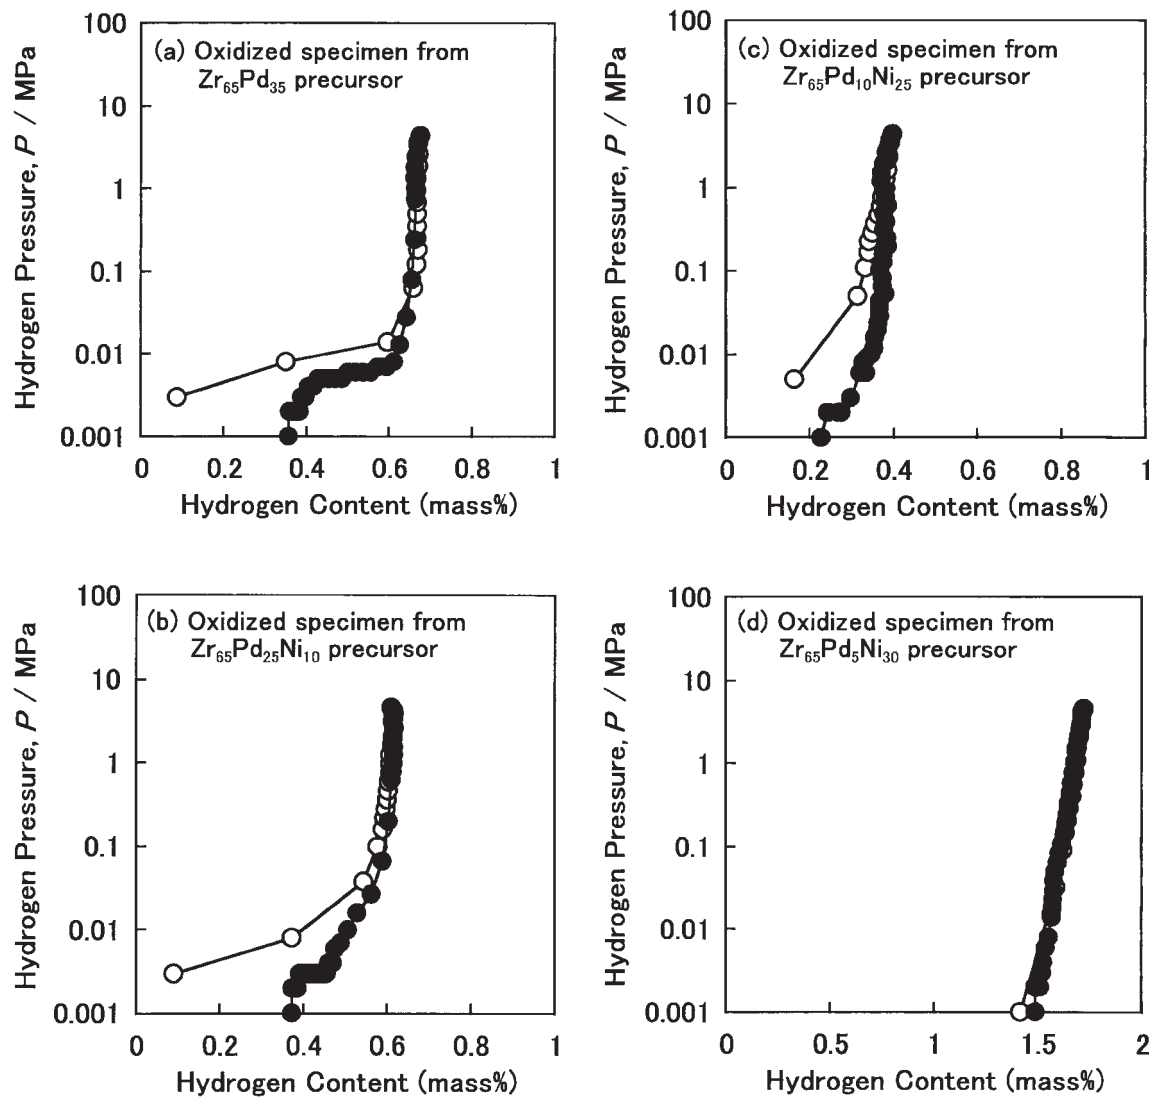 (a) Oxidized specimen from
Zr65Pd35 precursor
Hydrogen Pressure, P / MPa
100
10
1
0.1
0.01
0.001
0 0.2 0.4 0.6 0.8 1
Hydrogen Content (mass%)
(c) Oxidized specimen from
Zr65Pd10Ni25 precursor
Hydrogen Pressure, P / MPa
100
10
1
0.1
0.01
0.001
0 0.2 0.4 0.6 0.8 1
Hydrogen Content (mass%)
(b) Oxidized specimen from
Zr65Pd25Ni10 precursor
Hydrogen Pressure, P / MPa
100
10
1
0.1
0.01
0.001
0 0.2 0.4 0.6 0.8 1
Hydrogen Content (mass%)
(d) Oxidized specimen from
Zr65Pd5Ni30 precursor
Hydrogen Pressure, P / MPa
100
10
1
0.1
0.01
0.001
0 0.5 1 1.5 2
Hydrogen Content (mass%)